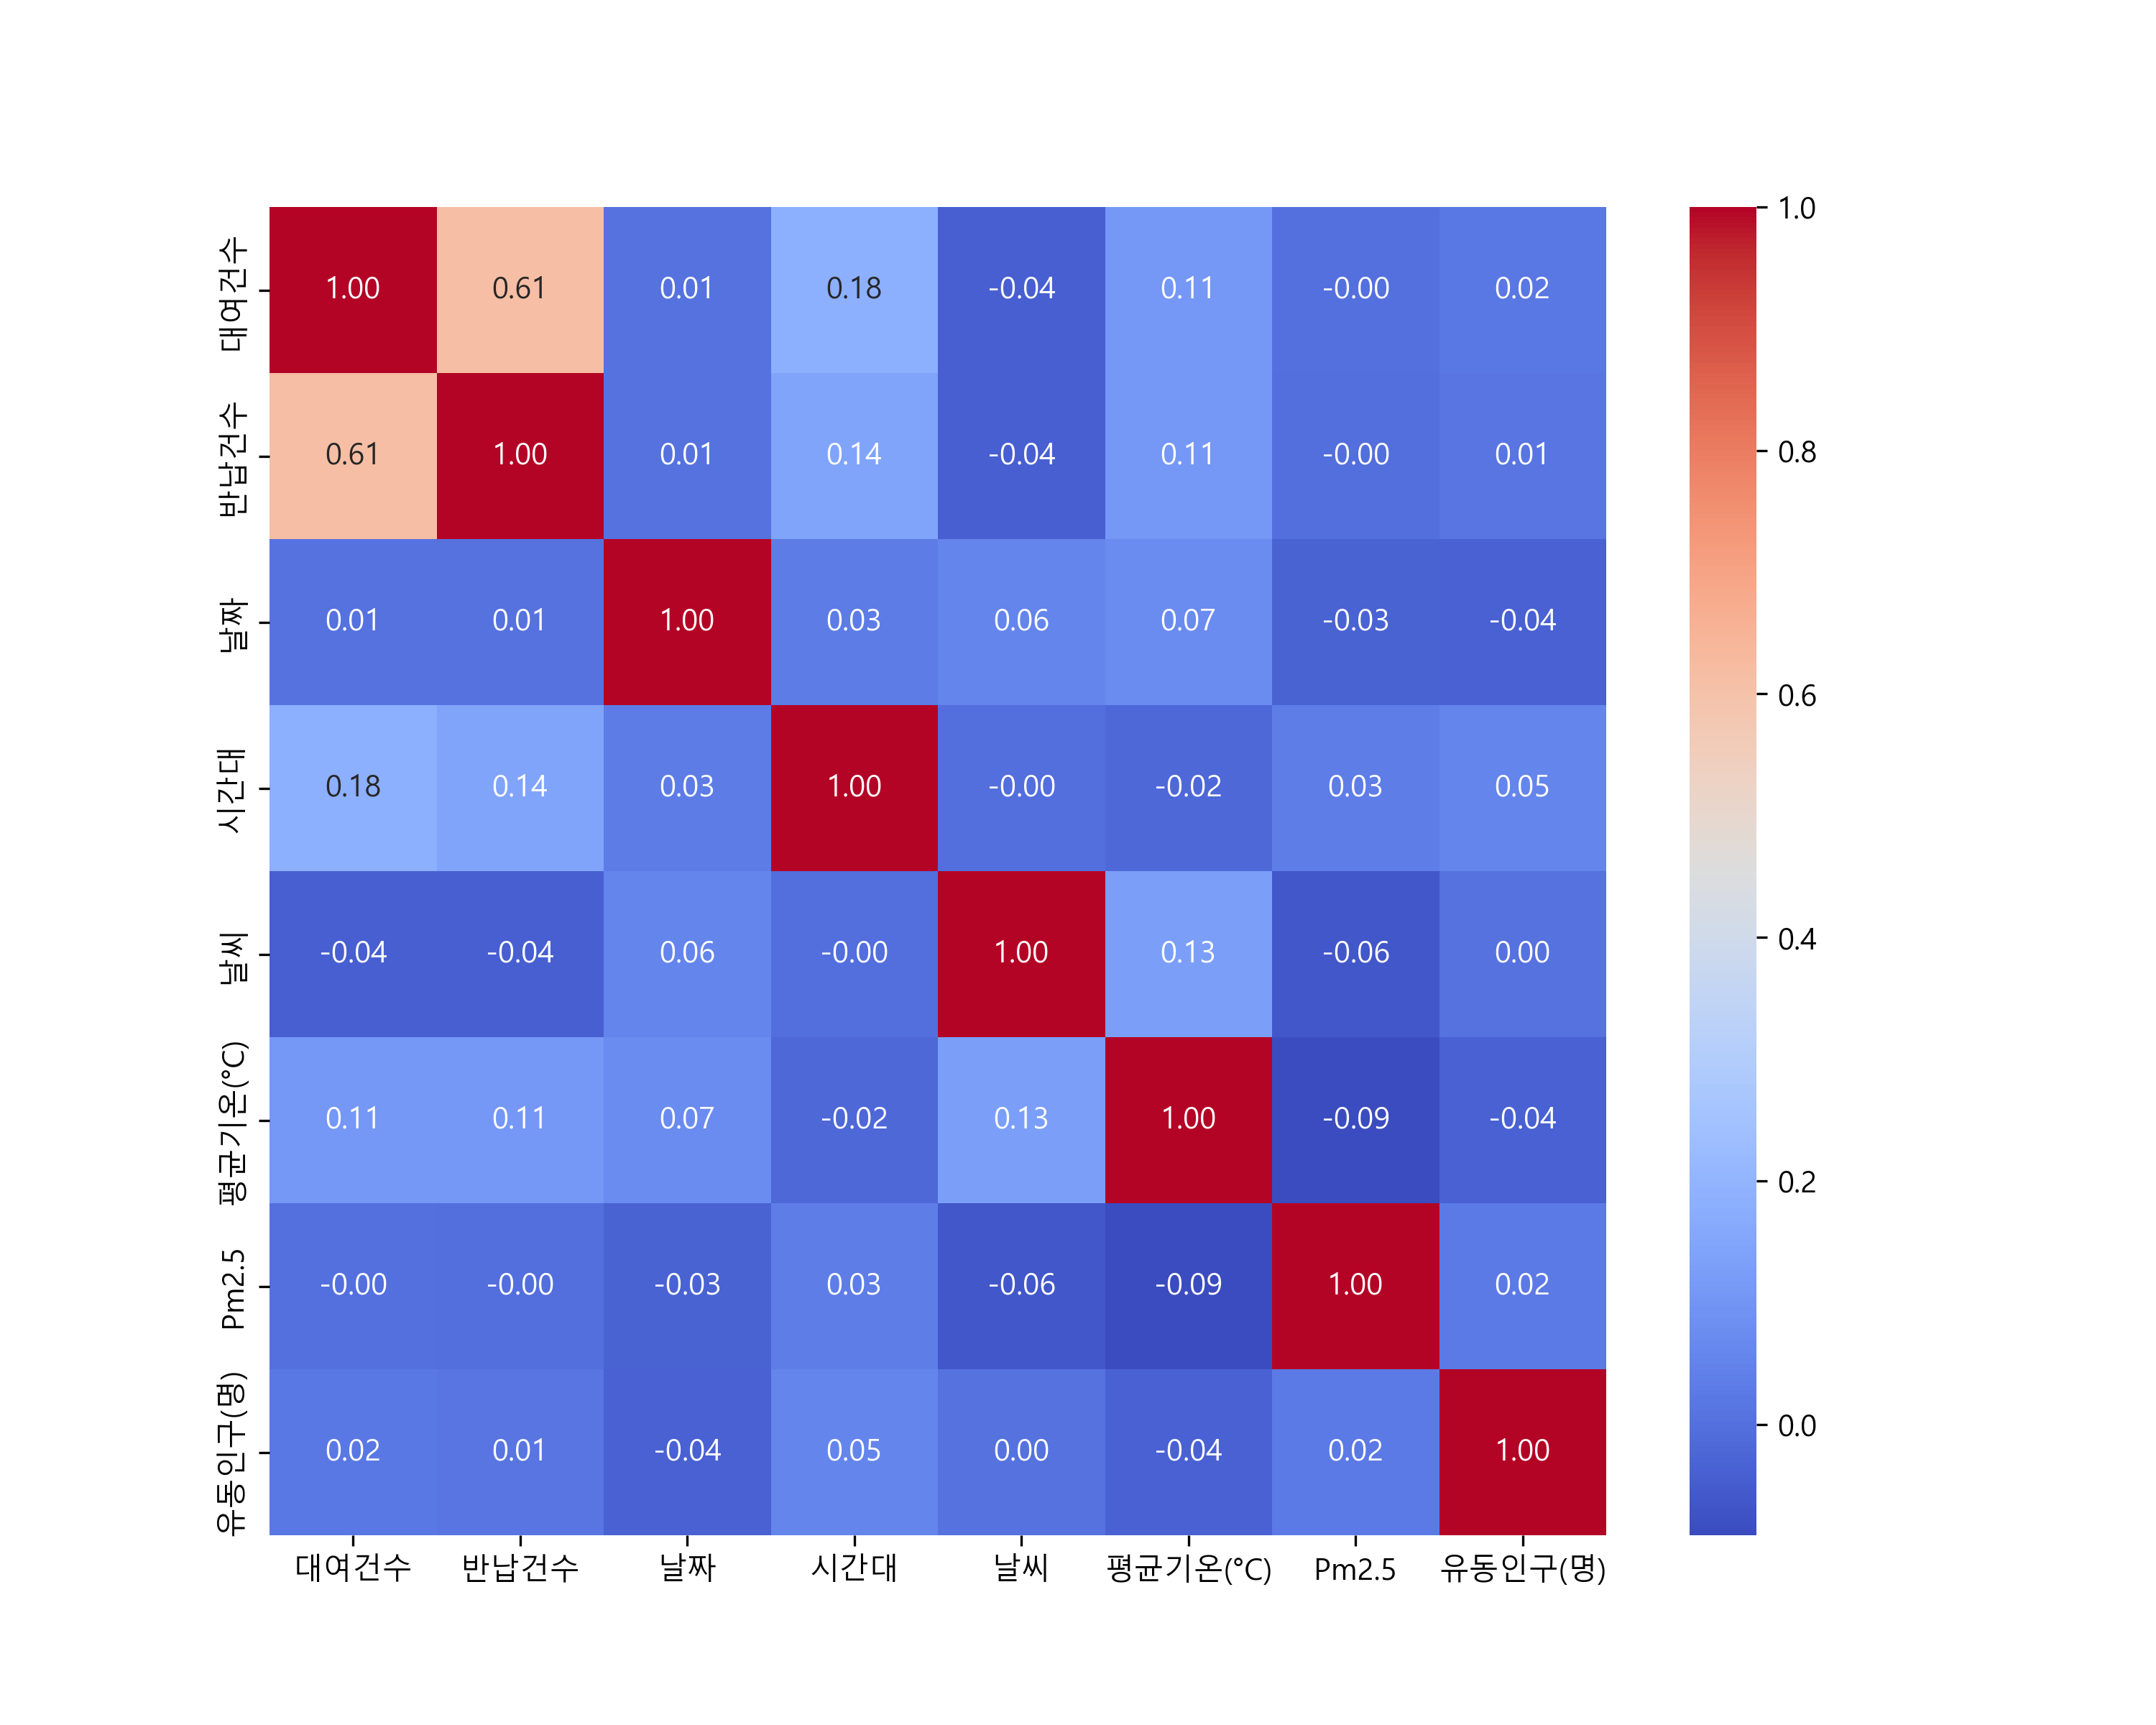 대여건수 1.00 0.61 0.01 0.18 -0.04 0.11 -0.00 0.02
반납건수 0.61 1.00 0.01 0.14 -0.04 0.11 -0.00 0.01
날짜 0.01 0.01 1.00 0.03 0.06 0.07 -0.03 -0.04
시간대 0.18 0.14 0.03 1.00 -0.00 -0.02 0.03 0.05
날씨 -0.04 -0.04 0.06 -0.00 1.00 0.13 -0.06 0.00
평균기온(°C) 0.11 0.11 0.07 -0.02 0.13 1.00 -0.09 -0.04
Pm2.5 -0.00 -0.00 -0.03 0.03 -0.06 -0.09 1.00 0.02
유동인구(명) 0.02 0.01 -0.04 0.05 0.00 -0.04 0.02 1.00
대여건수 반납건수 날짜 시간대 날씨 평균기온(°C) Pm2.5 유동인구(명)
1.0
0.8
0.6
0.4
0.2
0.0